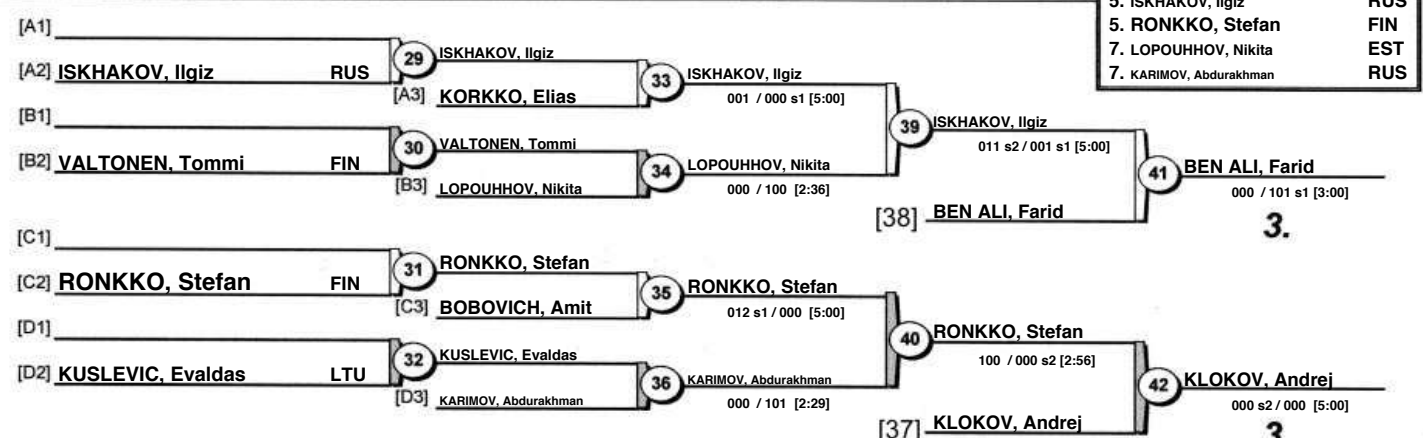 5. ISKHAKOV, Ilgiz RUS
5. RONKKO, Stefan FIN
7. LOPOUHHOV, Nikita EST
7. KARIMOV, Abdurakhman RUS
[A1]
[A2] ISKHAKOV, Ilgiz RUS
29
ISKHAKOV, Ilgiz
[A3] KORKKO, Elias
33
ISKHAKOV, Ilgiz
001 / 000 s1 [5:00]
[B1]
[B2] VALTONEN, Tommi FIN
30
VALTONEN, Tommi
[B3] LOPOUHHOV, Nikita
34
LOPOUHHOV, Nikita
000 / 100 [2:36]
39
ISKHAKOV, Ilgiz
011 s2 / 001 s1 [5:00]
[38] BEN ALI, Farid
41
BEN ALI, Farid
000 / 101 s1 [3:00]
3.
[C1]
[C2] RONKKO, Stefan FIN
31
RONKKO, Stefan
[C3] BOBOVICH, Amit
35
RONKKO, Stefan
012 s1 / 000 [5:00]
[D1]
[D2] KUSLEVIC, Evaldas LTU
32
KUSLEVIC, Evaldas
[D3] KARIMOV, Abdurakhman
36
KARIMOV, Abdurakhman
000 / 101 [2:29]
40
RONKKO, Stefan
100 / 000 s2 [2:56]
[37] KLOKOV, Andrej
42
KLOKOV, Andrej
000 s2 / 000 [5:00]
3